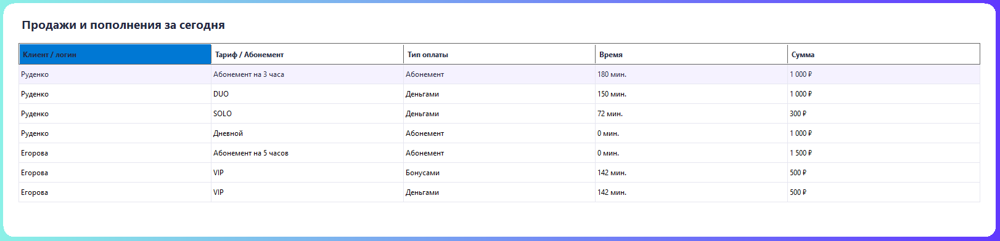 Продажи и пополнения за сегодня
Клиент / логин Тариф / Абонемент Тип оплаты Время Сумма
Руденко Абонемент на 3 часа Абонемент 180 мин. 1 000 ₽
Руденко DUO Деньгами 150 мин. 1 000 ₽
Руденко SOLO Деньгами 72 мин. 300 ₽
Руденко Дневной Абонемент 0 мин. 1 000 ₽
Егорова Абонемент на 5 часов Абонемент 0 мин. 1 500 ₽
Егорова VIP Бонусами 142 мин. 500 ₽
Егорова VIP Деньгами 142 мин. 500 ₽